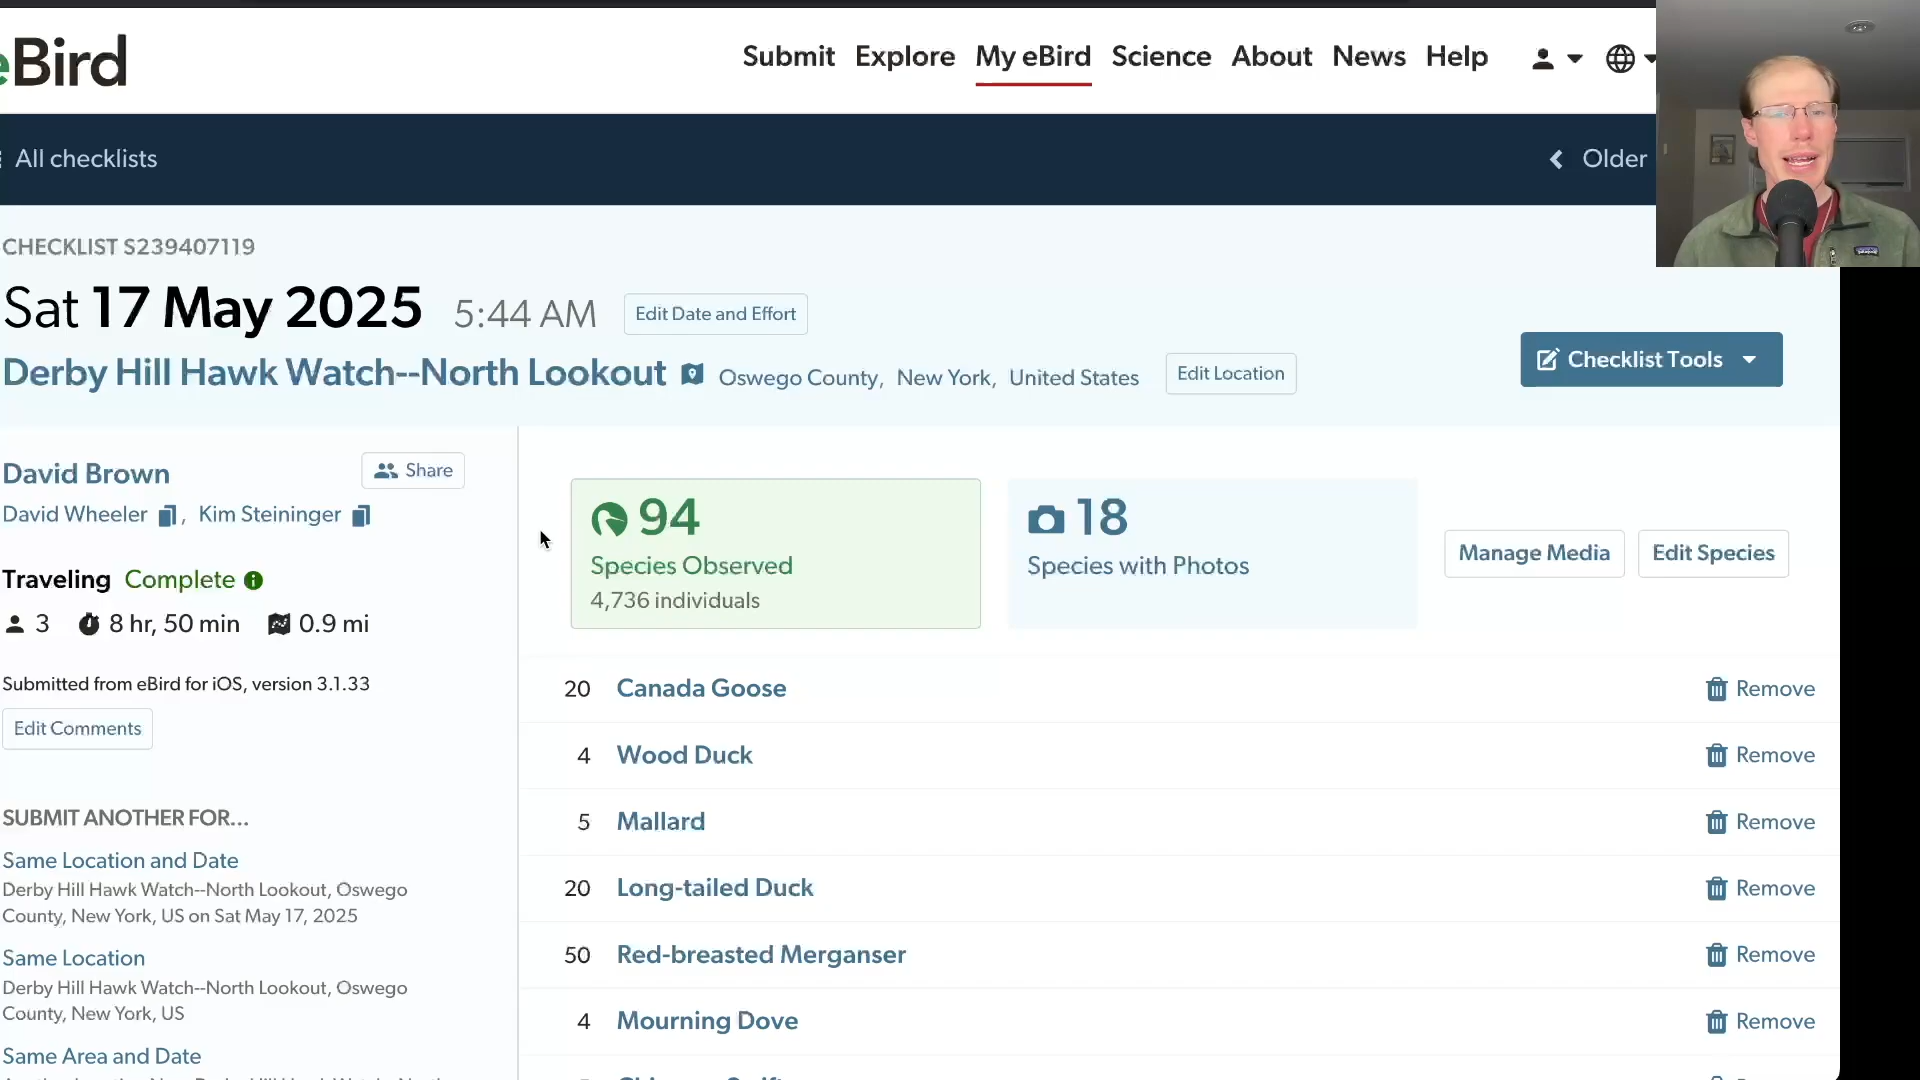 eBird
Submit Explore My eBird Science About News Help
All checklists
Older
CHECKLIST S239407119
Sat 17 May 2025 5:44 AM Edit Date and Effort
Derby Hill Hawk Watch--North Lookout Oswego County, New York, United States Edit Location
Checklist Tools
David Brown Share
David Wheeler , Kim Steininger
Traveling Complete
3 8 hr, 50 min 0.9 mi
Submitted from eBird for iOS, version 3.1.33
Edit Comments
SUBMIT ANOTHER FOR...
Same Location and Date
Derby Hill Hawk Watch--North Lookout, Oswego
County, New York, US on Sat May 17, 2025
Same Location
Derby Hill Hawk Watch--North Lookout, Oswego
County, New York, US
Same Area and Date
94
Species Observed
4,736 individuals
18
Species with Photos
Manage Media Edit Species
20 Canada Goose Remove
4 Wood Duck Remove
5 Mallard Remove
20 Long-tailed Duck Remove
50 Red-breasted Merganser Remove
4 Mourning Dove Remove